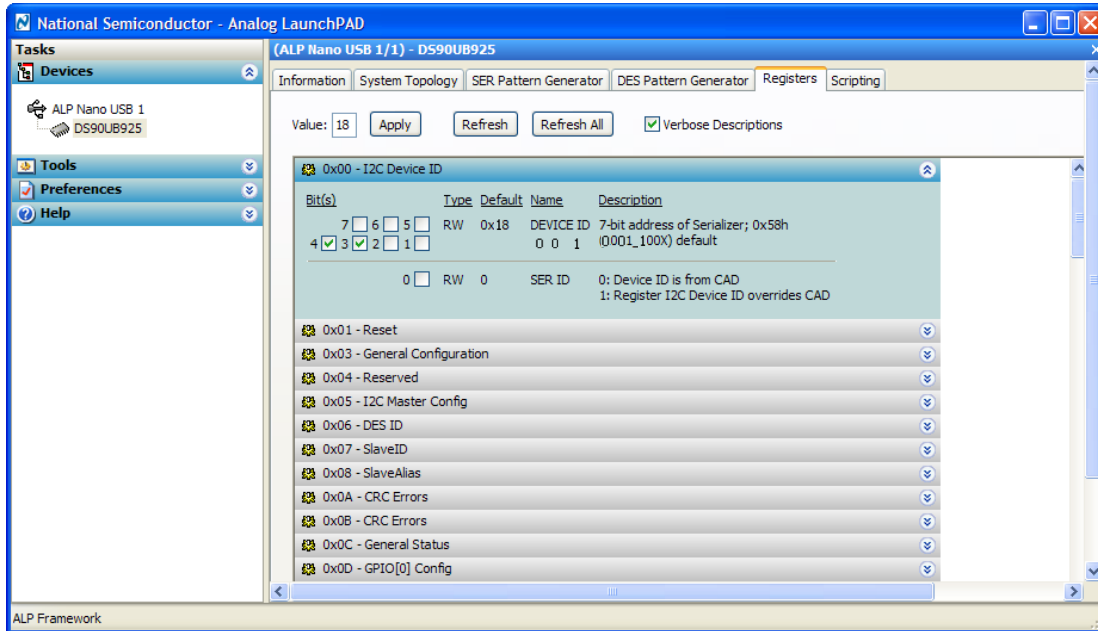 National Semiconductor - Analog LaunchPAD
Tasks
Devices
ALP Nano USB 1
DS90UB925
Tools
Preferences
Help
(ALP Nano USB 1/1) - DS90UB925
Information System Topology SER Pattern Generator DES Pattern Generator Registers Scripting
Value: 18 Apply Refresh Refresh All Verbose Descriptions
0x00 - I2C Device ID
Bit(s) Type Default Name Description
7 6 5 RW 0x18 DEVICE ID 7-bit address of Serializer; 0x58h
4 3 2 1 0 0 1 (0001_100X) default
0 RW 0 SER ID 0: Device ID is from CAD
1: Register I2C Device ID overrides CAD
0x01 - Reset
0x03 - General Configuration
0x04 - Reserved
0x05 - I2C Master Config
0x06 - DES ID
0x07 - SlaveID
0x08 - SlaveAlias
0x0A - CRC Errors
0x0B - CRC Errors
0x0C - General Status
0x0D - GPIO[0] Config
ALP Framework